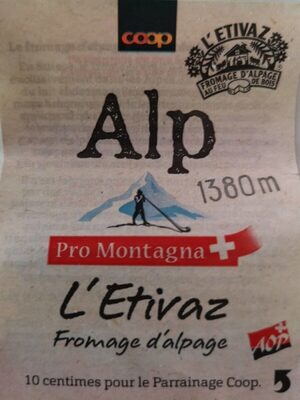 coop
L'ETIVAZ
FROMAGE D'ALPAGE
AU FEU DE BOIS
Alp
1380m
Pro Montagna
L'Etivaz
Fromage d'alpage
AOP
10 centimes pour le Parrainage Coop.